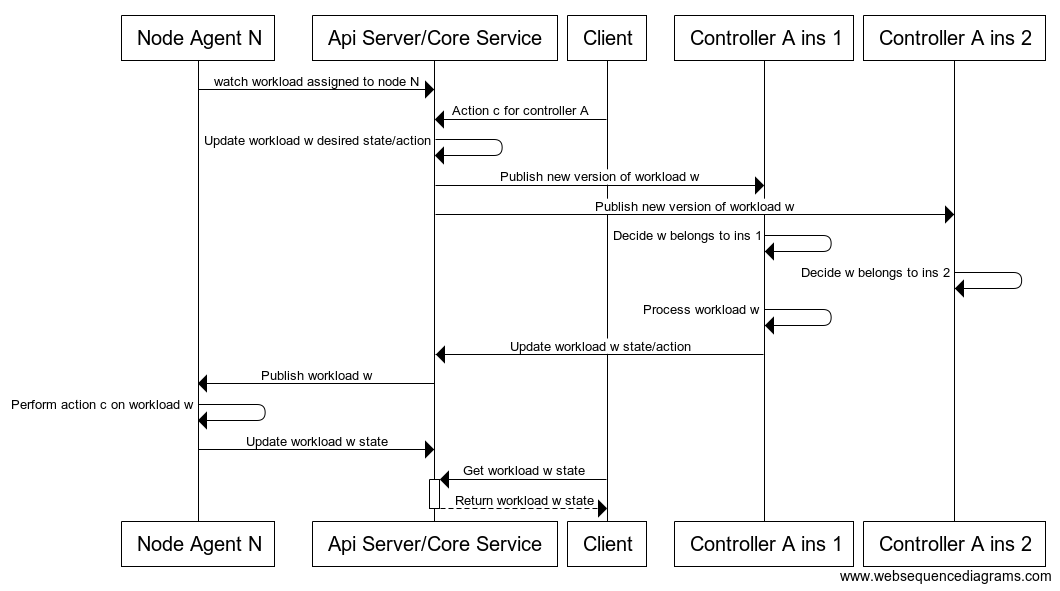 Node Agent N
Api Server/Core Service
Client
Controller A ins 1
Controller A ins 2
watch workload assigned to node N
Action c for controller A
Update workload w desired state/action
Publish new version of workload w
Publish new version of workload w
Decide w belongs to ins 1
Decide w belongs to ins 2
Process workload w
Update workload w state/action
Publish workload w
Perform action c on workload w
Update workload w state
Get workload w state
Return workload w state
Node Agent N
Api Server/Core Service
Client
Controller A ins 1
Controller A ins 2
www.websequencediagrams.com